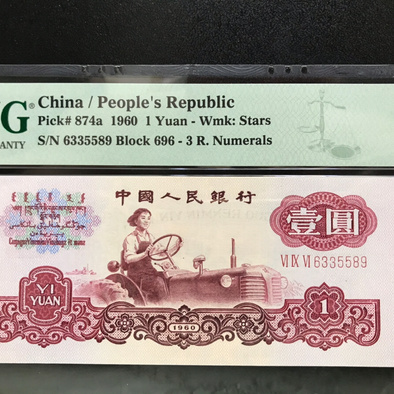 G®
ANTY
China / People's Republic
Pick# 874a 1960 1 Yuan - Wmk: Stars
S/N 6335589 Block 696 - 3 R. Numerals
中國人民銀行
壹圓
VI IX VI 6335589
YI
YUAN
1960
1